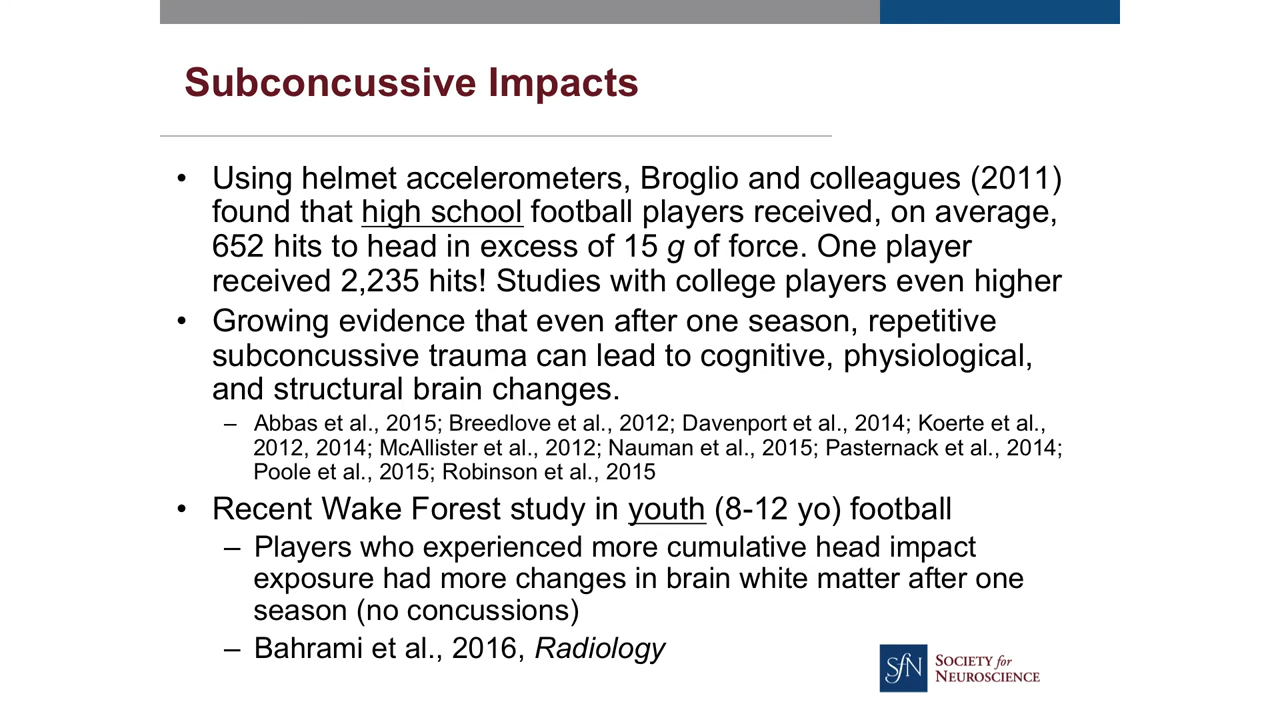 Subconcussive Impacts
• Using helmet accelerometers, Broglio and colleagues (2011)
found that high school football players received, on average,
652 hits to head in excess of 15 g of force. One player
received 2,235 hits! Studies with college players even higher
• Growing evidence that even after one season, repetitive
subconcussive trauma can lead to cognitive, physiological,
and structural brain changes.
– Abbas et al., 2015; Breedlove et al., 2012; Davenport et al., 2014; Koerte et al.,
2012, 2014; McAllister et al., 2012; Nauman et al., 2015; Pasternack et al., 2014;
Poole et al., 2015; Robinson et al., 2015
• Recent Wake Forest study in youth (8-12 yo) football
– Players who experienced more cumulative head impact
exposure had more changes in brain white matter after one
season (no concussions)
– Bahrami et al., 2016, Radiology
SfN
SOCIETY for
NEUROSCIENCE